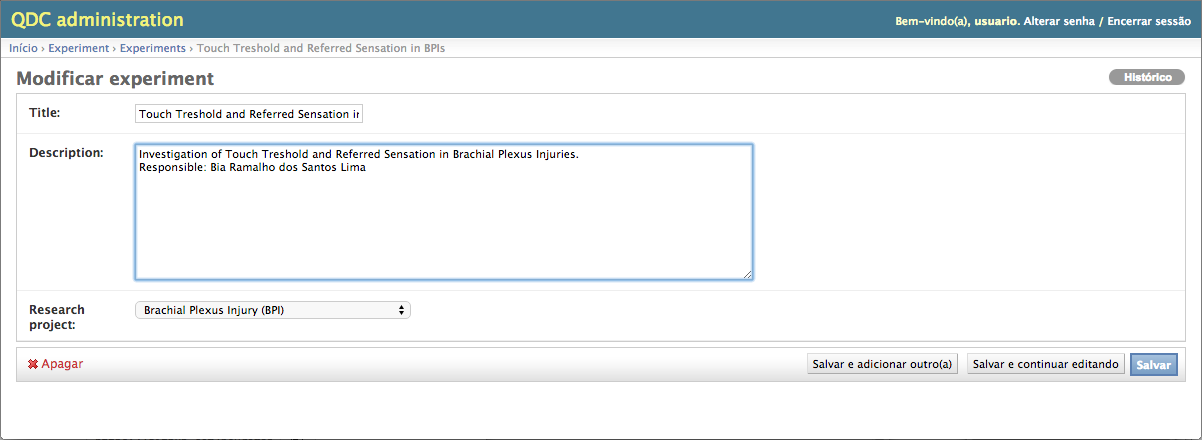 QDC administration
Bem-vindo(a), usuario. Alterar senha / Encerrar sessão
Início › Experiment › Experiments › Touch Treshold and Referred Sensation in BPIs
Modificar experiment
Histórico
Title:
Touch Treshold and Referred Sensation in
Description:
Investigation of Touch Treshold and Referred Sensation in Brachial Plexus Injuries.
Responsible: Bia Ramalho dos Santos Lima
Research
project:
Brachial Plexus Injury (BPI)
Apagar
Salvar e adicionar outro(a)
Salvar e continuar editando
Salvar